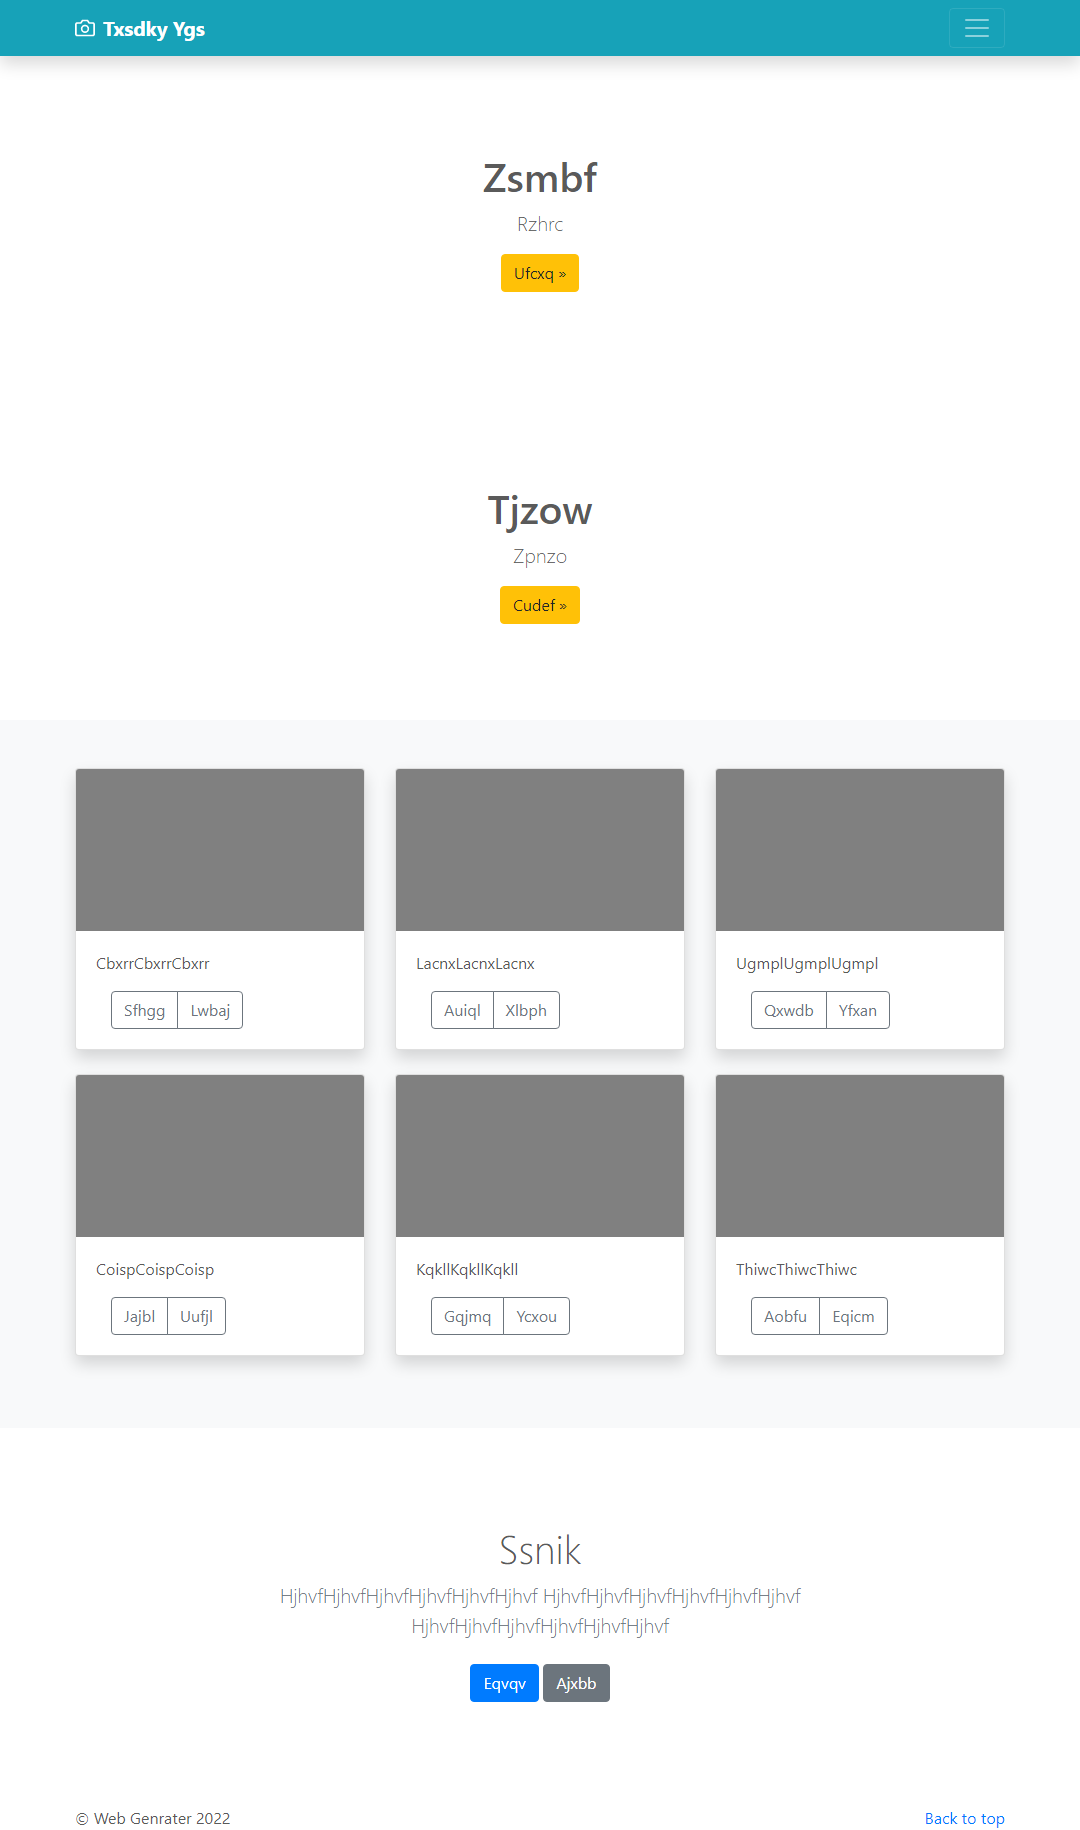 Txsdky Ygs
Zsmbf
Rzhrc
Ufcxq »
Tjzow
Zpnzo
Cudef »
CbxrrCbxrrCbxrr
Sfhgg Lwbaj
LacnxLacnxLacnx
Auiql Xlbph
UgmplUgmplUgmpl
Qxwdb Yfxan
CoispCoispCoisp
Jajbl Uufjl
KqkllKqkllKqkll
Gqjmq Ycxou
ThiwcThiwcThiwc
Aobfu Eqicm
Ssnik
HjhvfHjhvfHjhvfHjhvfHjhvfHjhvf HjhvfHjhvfHjhvfHjhvfHjhvfHjhvf
HjhvfHjhvfHjhvfHjhvfHjhvfHjhvf
Eqvqv Ajxbb
© Web Genrater 2022
Back to top